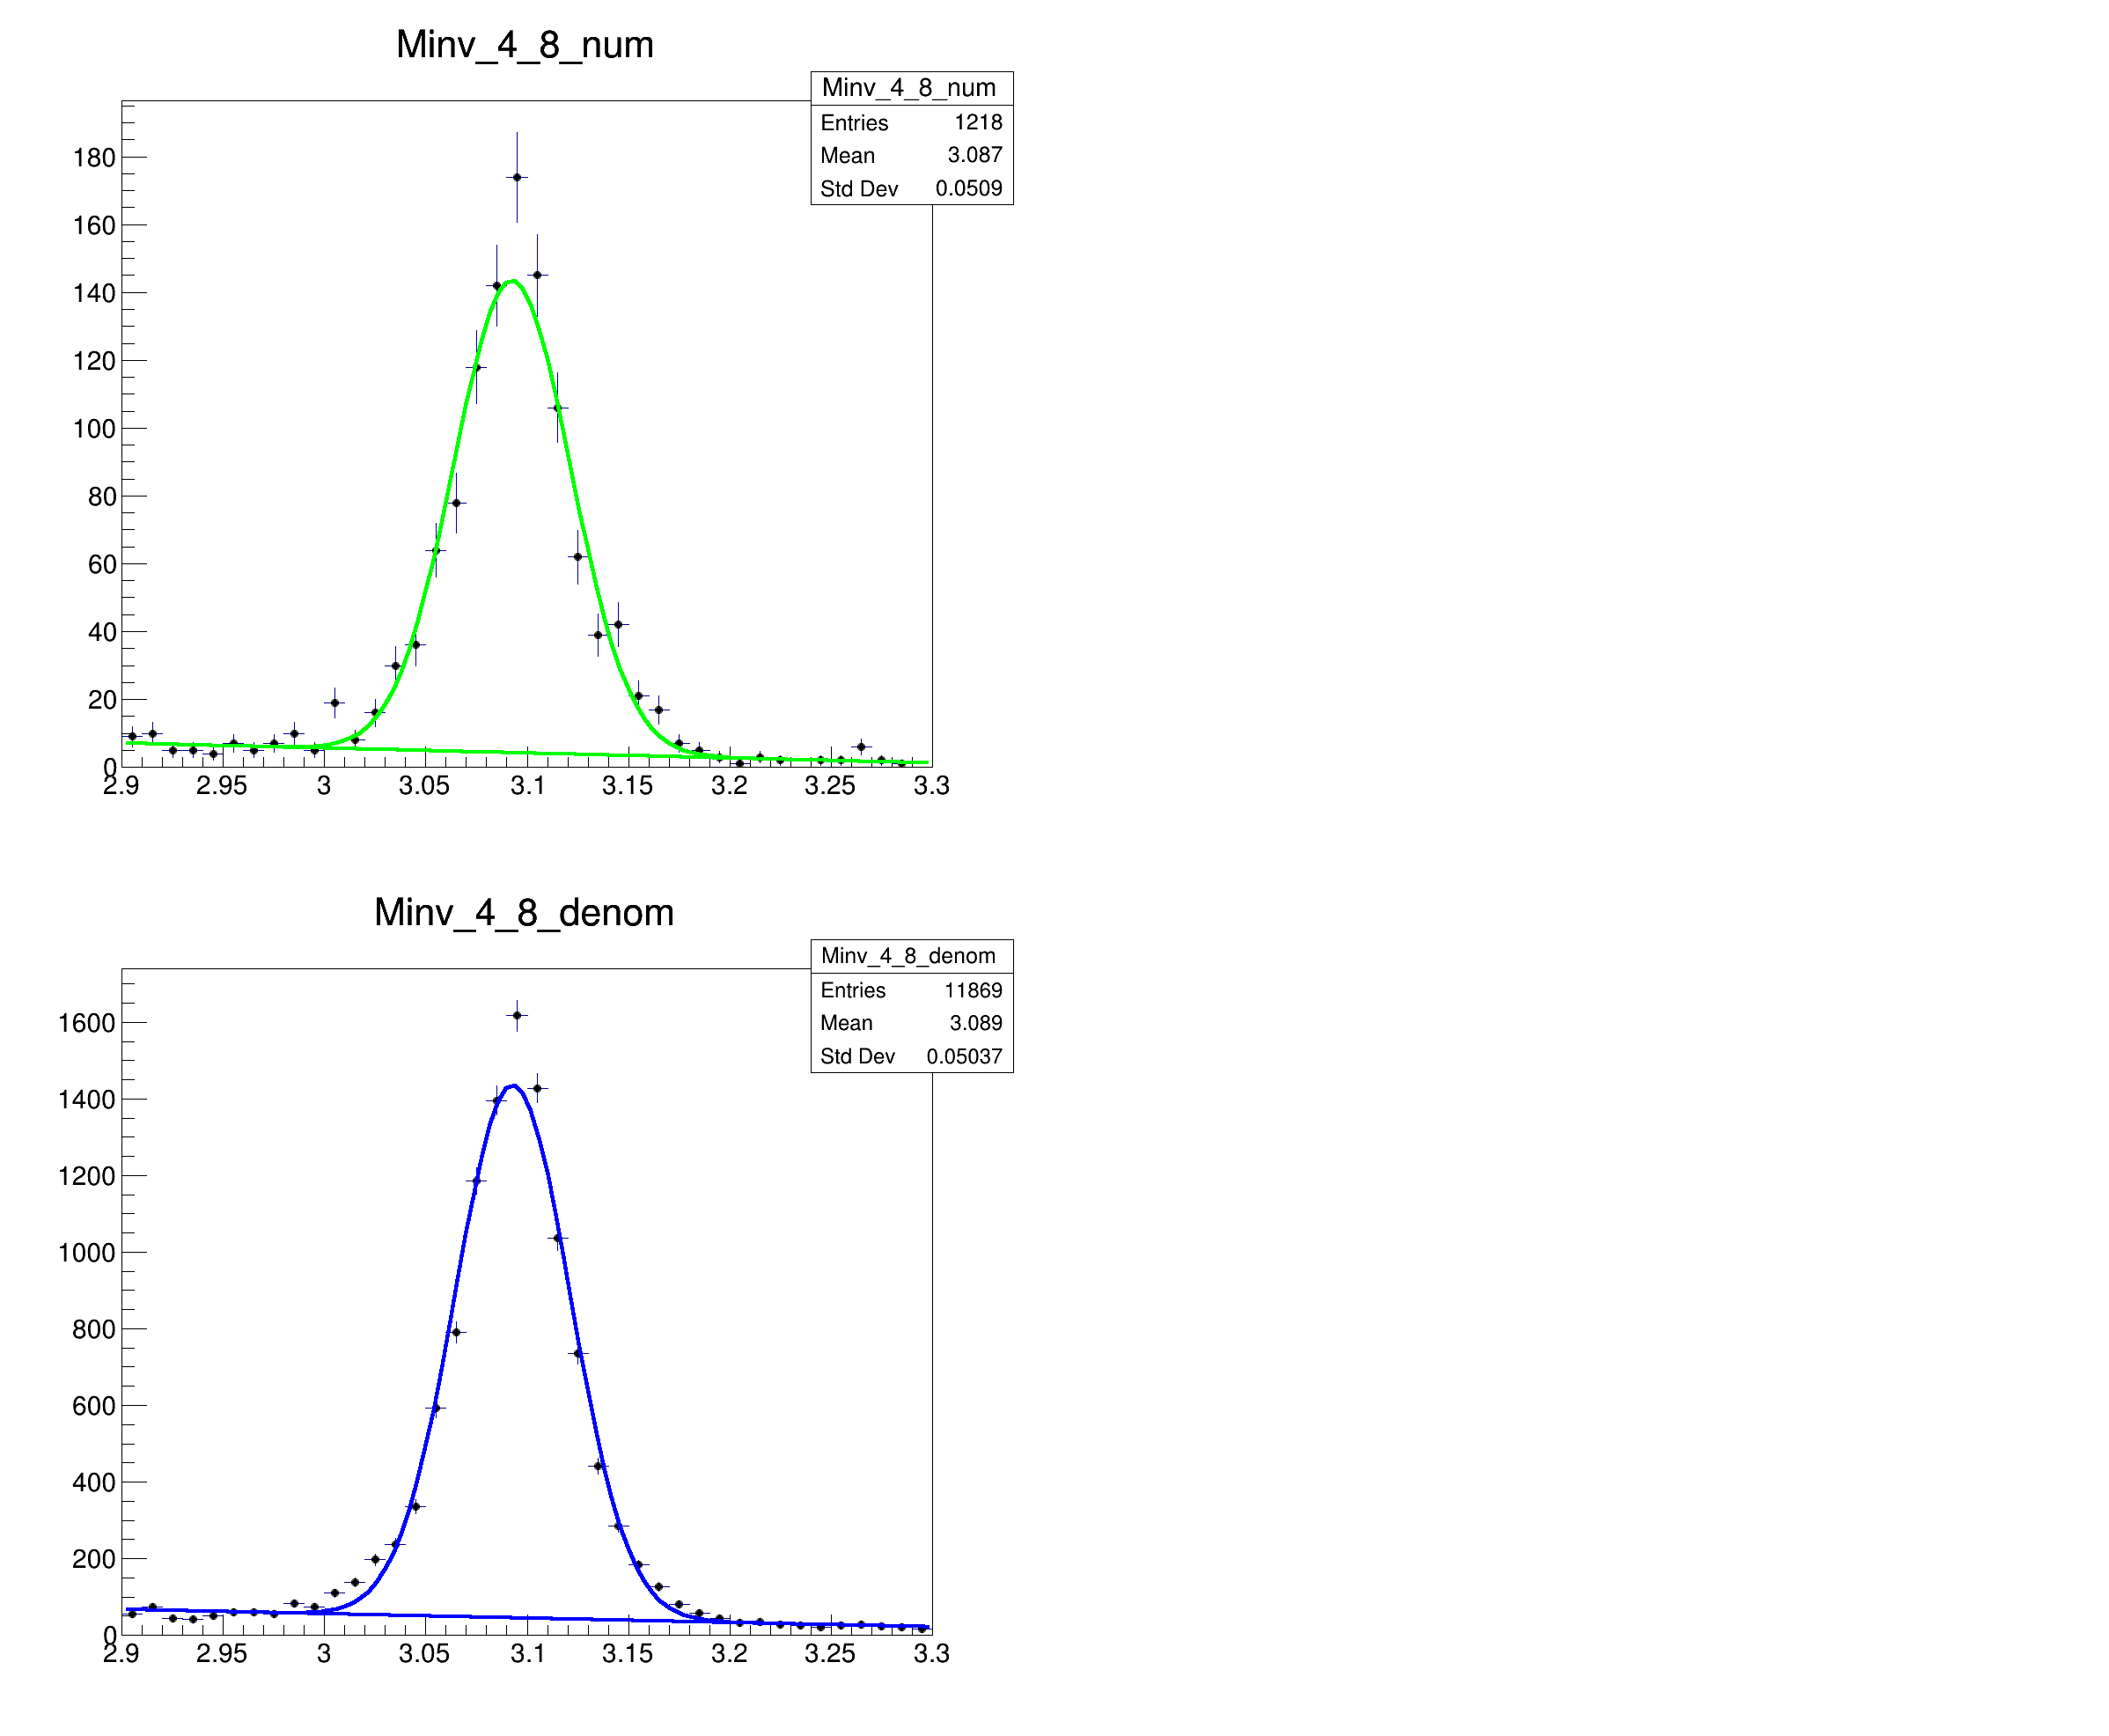 Minv_4_8_num
Minv_4_8_num
Entries 1218
Mean 3.087
Std Dev 0.0509
180
160
140
120
100
80
60
40
20
0
2.9 2.95 3 3.05 3.1 3.15 3.2 3.25 3.3
Minv_4_8_denom
Minv_4_8_denom
Entries 11869
Mean 3.089
Std Dev 0.05037
1600
1400
1200
1000
800
600
400
200
0
2.9 2.95 3 3.05 3.1 3.15 3.2 3.25 3.3